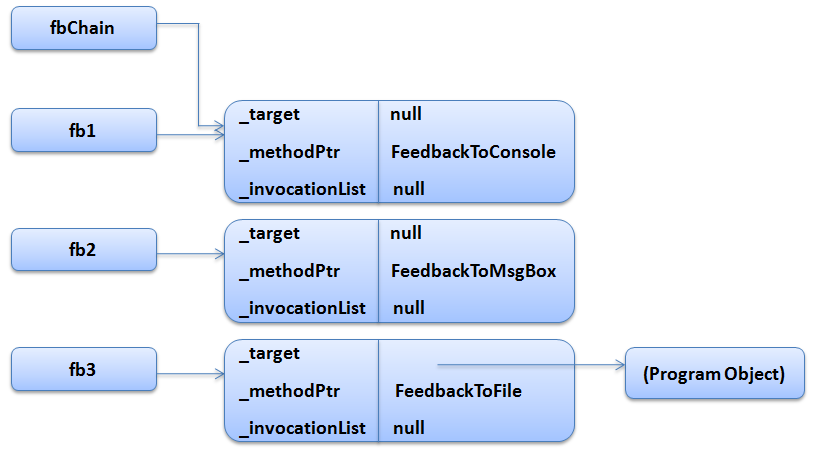 fbChain
fb1
_target null
_methodPtr FeedbackToConsole
_invocationList null
fb2
_target null
_methodPtr FeedbackToMsgBox
_invocationList null
fb3
_target
_methodPtr FeedbackToFile
_invocationList null
(Program Object)